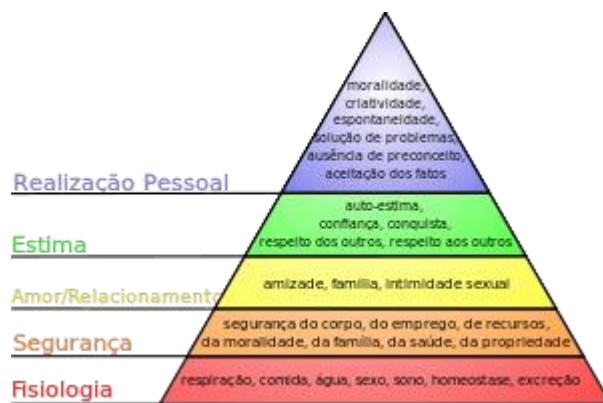 moralidade,
criatividade,
espontaneidade,
solução de problemas,
ausência de preconceito,
aceitação dos fatos
Realização Pessoal
auto-estima,
confiança, conquista,
respeito dos outros, respeito aos outros
Estima
amizade, família, intimidade sexual
Amor/Relacionamento
segurança do corpo, do emprego, de recursos,
da moralidade, da família, da saúde, da propriedade
Segurança
respiração, comida, água, sexo, sono, homeostase, excreção
Fisiologia